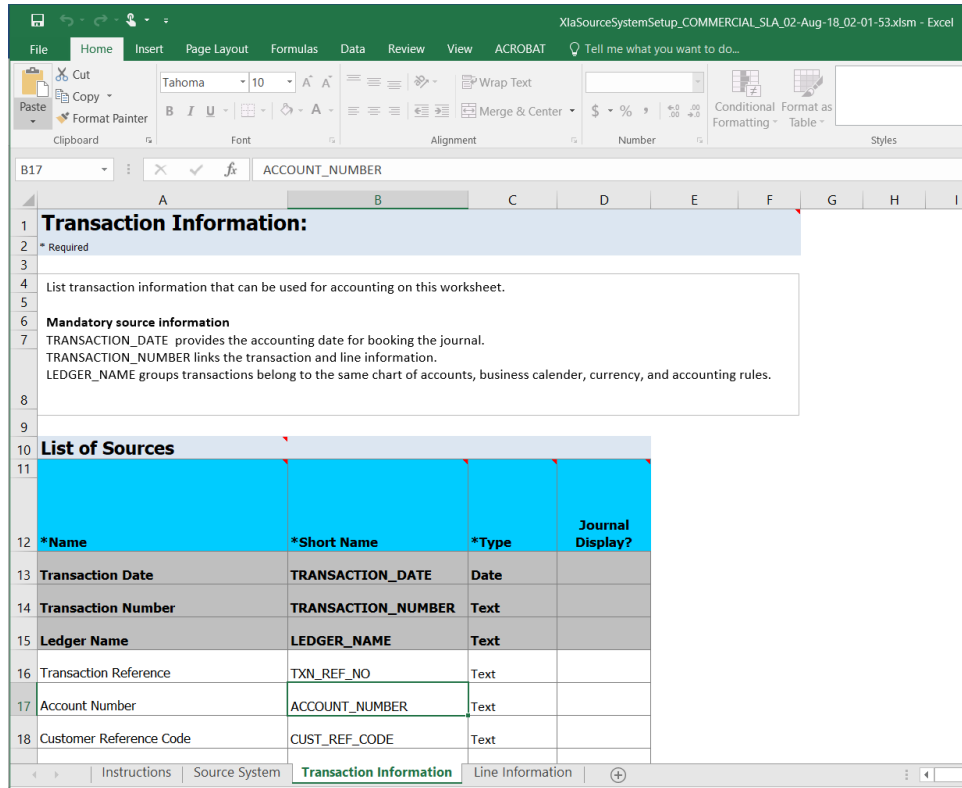 XlaSourceSystemSetup_COMMERCIAL_SLA_02-Aug-18_02-01-53.xlsm - Excel
File Home Insert Page Layout Formulas Data Review View ACROBAT Tell me what you want to do...
Cut
Copy
Format Painter
Paste
Clipboard
Tahoma 10
B I U
Font
Wrap Text
Merge & Center
Alignment
$ % ,
Number
Conditional Formatting
Format as Table
Styles
B17 fx ACCOUNT_NUMBER
A B C D E F G H I
1 Transaction Information:
2 * Required
3
4 List transaction information that can be used for accounting on this worksheet.
5
6 Mandatory source information
7 TRANSACTION_DATE provides the accounting date for booking the journal.
TRANSACTION_NUMBER links the transaction and line information.
LEDGER_NAME groups transactions belong to the same chart of accounts, business calender, currency, and accounting rules.
8
9
10 List of Sources
11
12 *Name *Short Name *Type Journal Display?
13 Transaction Date TRANSACTION_DATE Date
14 Transaction Number TRANSACTION_NUMBER Text
15 Ledger Name LEDGER_NAME Text
16 Transaction Reference TXN_REF_NO Text
17 Account Number ACCOUNT_NUMBER Text
18 Customer Reference Code CUST_REF_CODE Text
Instructions Source System Transaction Information Line Information